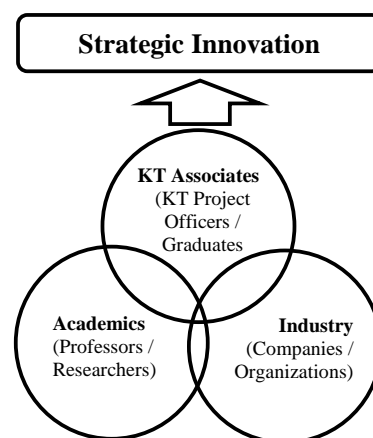 Strategic Innovation
KT Associates
(KT Project
Officers /
Graduates
Academics
(Professors /
Researchers)
Industry
(Companies /
Organizations)